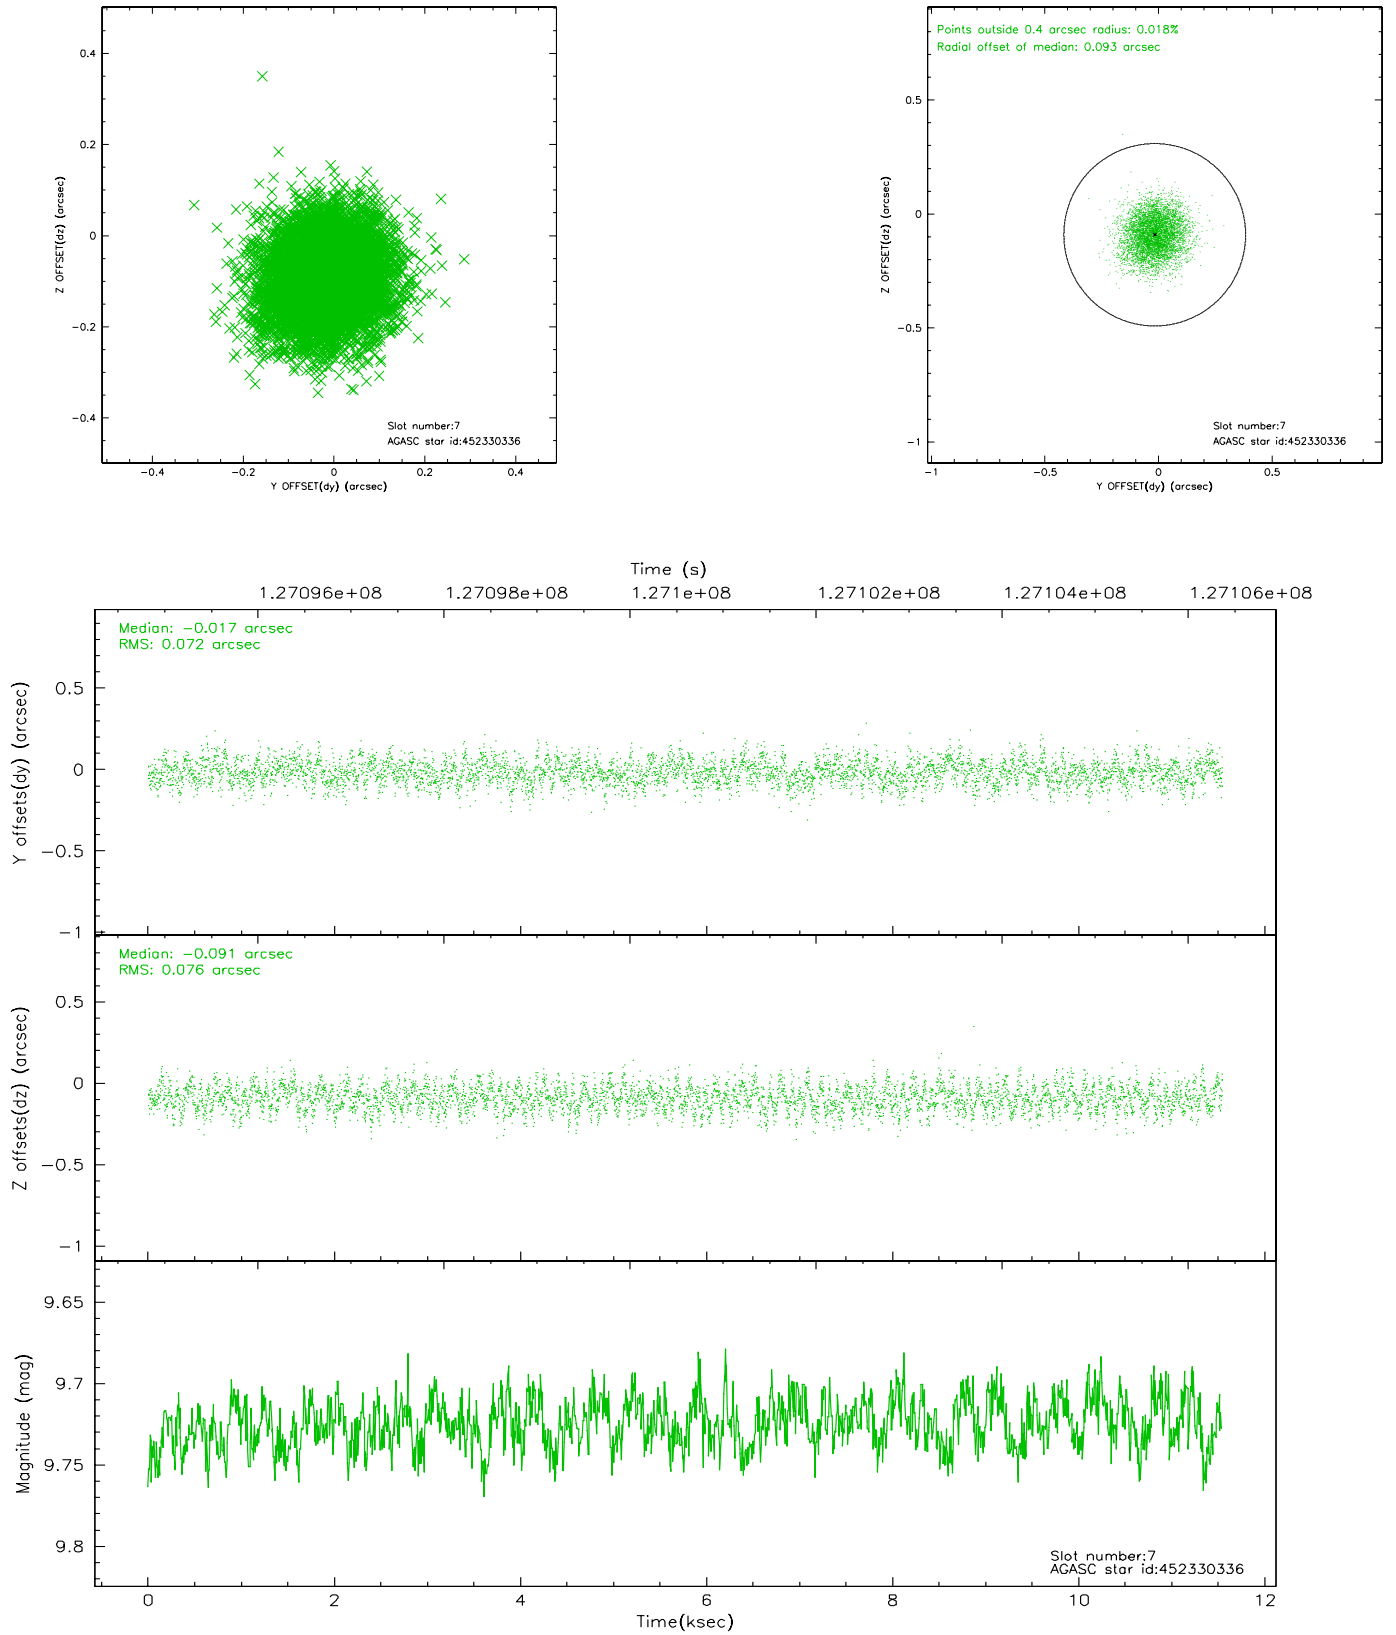 0.4
0.2
0
−0.2
−0.4
Z OFFSET(dz) (arcsec)
Slot number:7
AGASC star id:452330336
−0.4 −0.2 0 0.2 0.4
Y OFFSET(dy) (arcsec)
Points outside 0.4 arcsec radius: 0.018%
Radial offset of median: 0.093 arcsec
0.5
0
−0.5
−1
Z OFFSET(dz) (arcsec)
Slot number:7
AGASC star id:452330336
−1 −0.5 0 0.5
Y OFFSET(dy) (arcsec)
Time (s)
1.27096e+08 1.27098e+08 1.271e+08 1.27102e+08 1.27104e+08 1.27106e+08
Median: −0.017 arcsec
RMS: 0.072 arcsec
0.5
0
−0.5
−1
Y offsets(dy) (arcsec)
Median: −0.091 arcsec
RMS: 0.076 arcsec
0.5
0
−0.5
−1
Z offsets(dz) (arcsec)
9.65
9.7
9.75
9.8
Magnitude (mag)
Slot number:7
AGASC star id:452330336
0 2 4 6 8 10 12
Time(ksec)